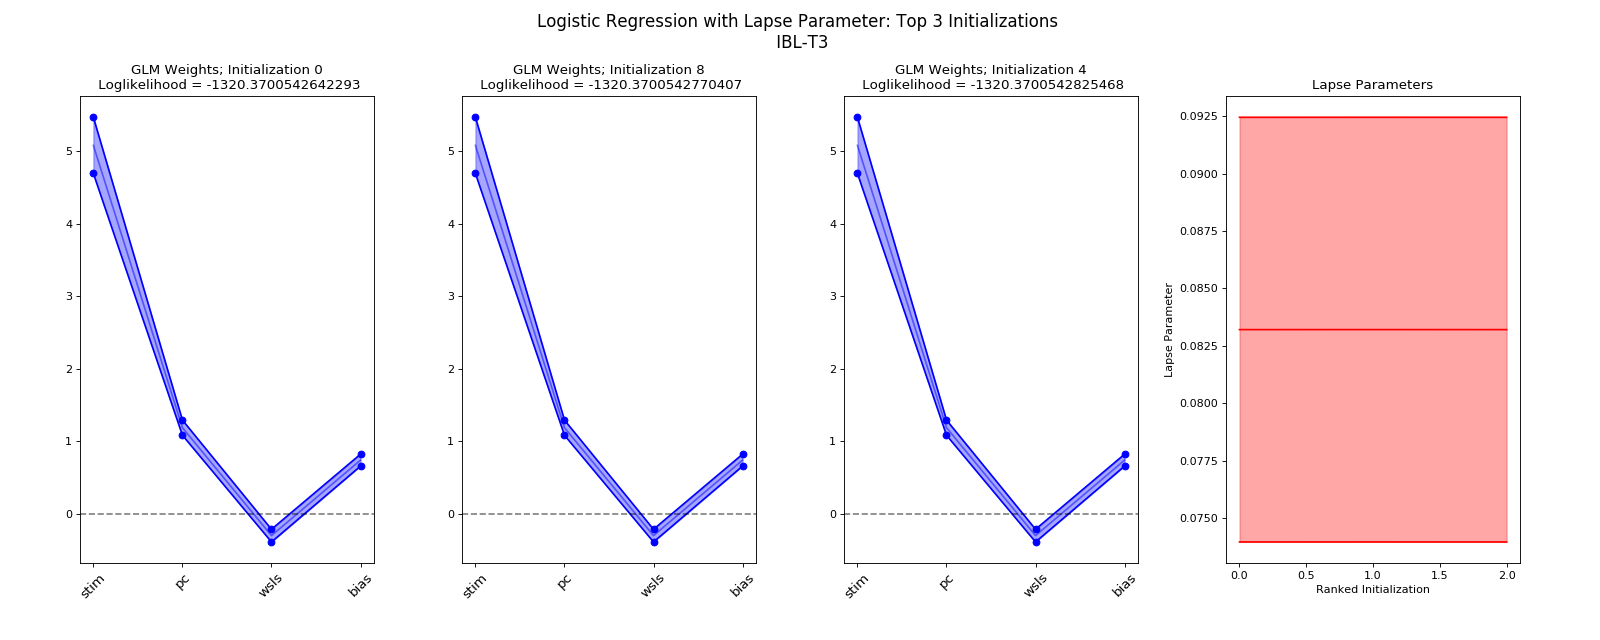 Logistic Regression with Lapse Parameter: Top 3 Initializations
IBL-T3
GLM Weights; Initialization 0
Loglikelihood = -1320.3700542642293
5
4
3
2
1
0
stim
pc
wsls
bias
GLM Weights; Initialization 8
Loglikelihood = -1320.3700542770407
5
4
3
2
1
0
stim
pc
wsls
bias
GLM Weights; Initialization 4
Loglikelihood = -1320.3700542825468
5
4
3
2
1
0
stim
pc
wsls
bias
Lapse Parameters
Lapse Parameter
0.0925
0.0900
0.0875
0.0850
0.0825
0.0800
0.0775
0.0750
0.0
0.5
1.0
1.5
2.0
Ranked Initialization